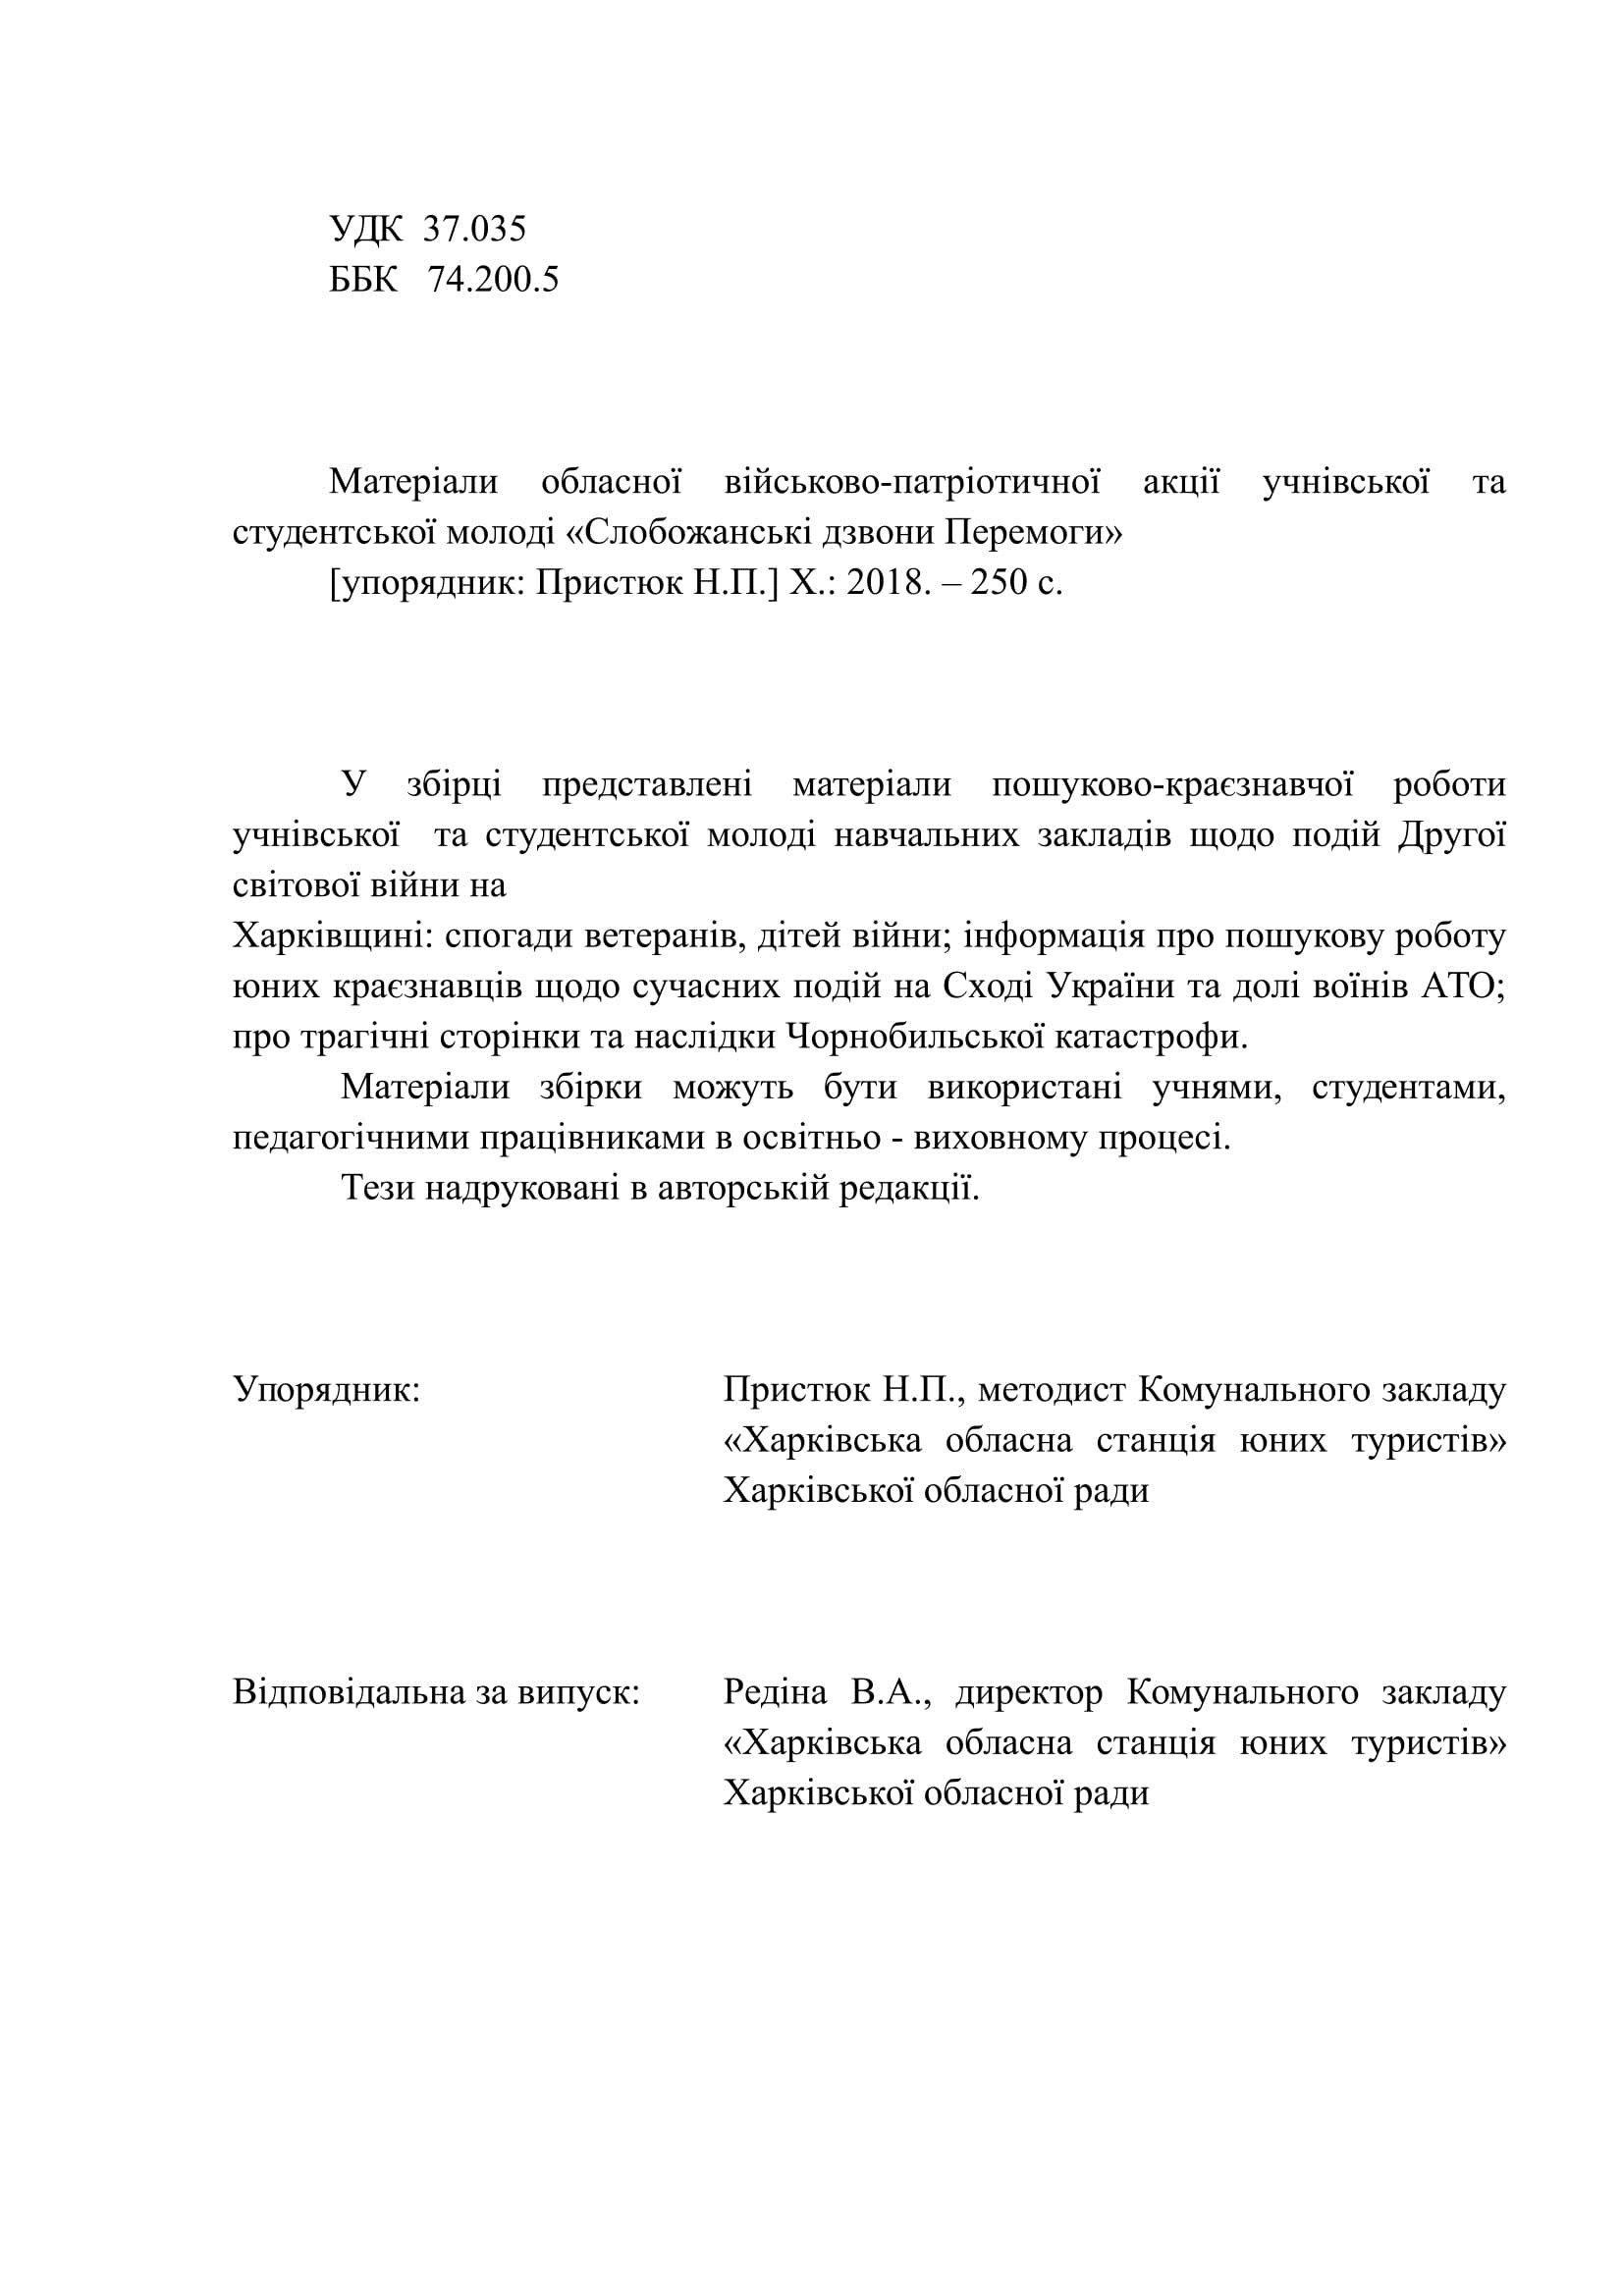 УДК 37.035
ББК 74.200.5
Матеріали обласної військово-патріотичної акції учнівської та
студентської молоді «Слобожанські дзвони Перемоги»
[упорядник: Пристюк Н.П.] Х.: 2018. – 250 с.
У збірці представлені матеріали пошуково-краєзнавчої роботи
учнівської та студентської молоді навчальних закладів щодо подій Другої
світової війни на
Харківщині: спогади ветеранів, дітей війни; інформація про пошукову роботу
юних краєзнавців щодо сучасних подій на Сході України та долі воїнів АТО;
про трагічні сторінки та наслідки Чорнобильської катастрофи.
Матеріали збірки можуть бути використані учнями, студентами,
педагогічними працівниками в освітньо - виховному процесі.
Тези надруковані в авторській редакції.
Упорядник: Пристюк Н.П., методист Комунального закладу
«Харківська обласна станція юних туристів»
Харківської обласної ради
Відповідальна за випуск: Редіна В.А., директор Комунального закладу
«Харківська обласна станція юних туристів»
Харківської обласної ради